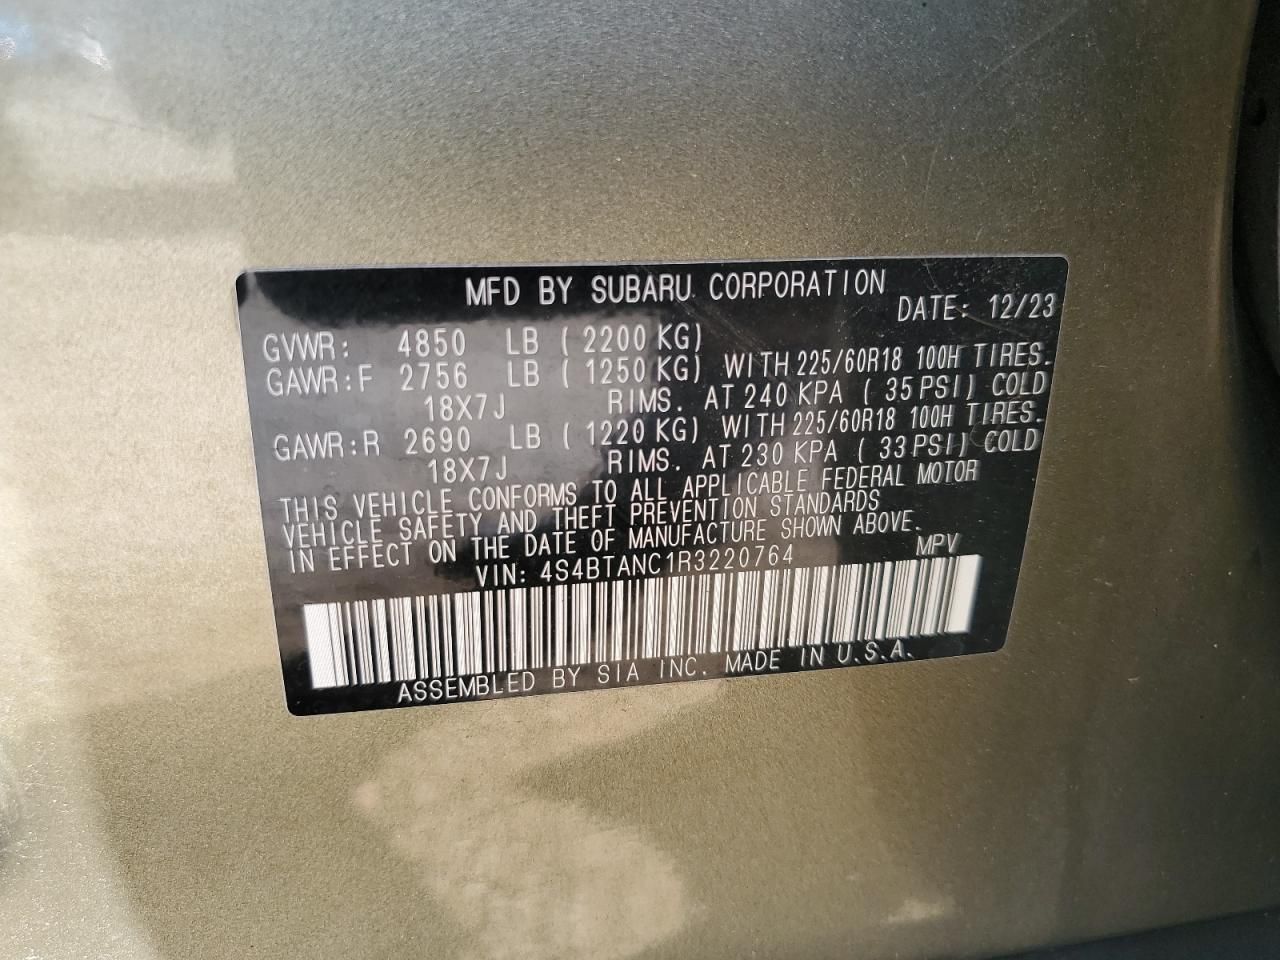 MFD BY SUBARU CORPORATION
DATE: 12/23
GVWR: 4850 LB ( 2200 KG)
GAWR:F 2756 LB ( 1250 KG) WITH 225/60R18 100H TIRES.
18X7J RIMS. AT 240 KPA ( 35 PSI) COLD
GAWR:R 2690 LB ( 1220 KG) WITH 225/60R18 100H TIRES.
18X7J RIMS. AT 230 KPA ( 33 PSI) COLD
THIS VEHICLE CONFORMS TO ALL APPLICABLE FEDERAL MOTOR
VEHICLE SAFETY AND THEFT PREVENTION STANDARDS
IN EFFECT ON THE DATE OF MANUFACTURE SHOWN ABOVE.
VIN: 4S4BTANC1R3220764 MPV
ASSEMBLED BY SIA INC. MADE IN U.S.A.